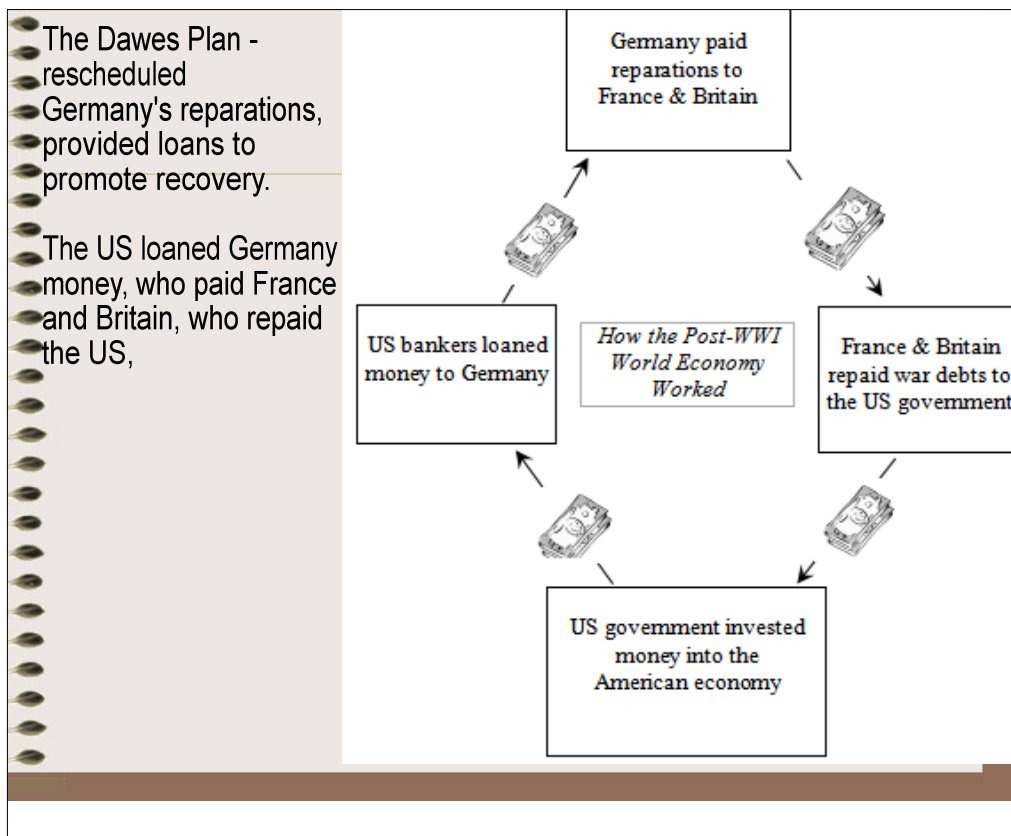 The Dawes Plan -
rescheduled
Germany's reparations,
provided loans to
promote recovery.
The US loaned Germany
money, who paid France
and Britain, who repaid
the US,
Germany paid
reparations to
France & Britain
US bankers loaned
money to Germany
How the Post-WWI
World Economy
Worked
France & Britain
repaid war debts to
the US government
US government invested
money into the
American economy